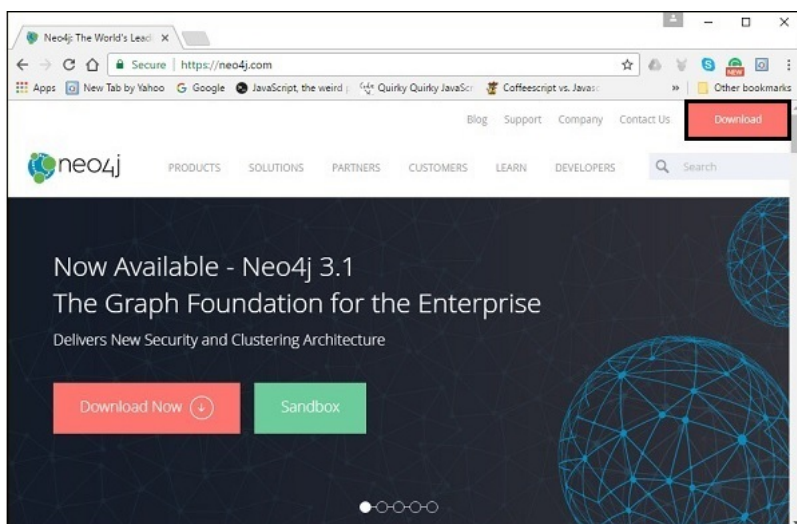 Neo4j: The World's Lead
Secure https://neo4j.com
Apps New Tab by Yahoo Google JavaScript, the weird Quirky Quirky JavaScr Coffeescript vs. Javasc » Other bookmarks
NEW
Blog Support Company Contact Us Download
neo4j PRODUCTS SOLUTIONS PARTNERS CUSTOMERS LEARN DEVELOPERS Search
Now Available - Neo4j 3.1
The Graph Foundation for the Enterprise
Delivers New Security and Clustering Architecture
Download Now Sandbox